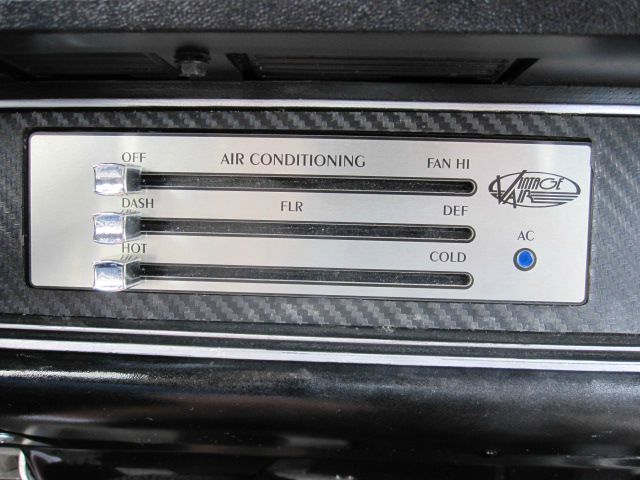 OFF AIR CONDITIONING FAN HI
VINTAGE AIR
DASH FLR DEF
AC
HOT COLD